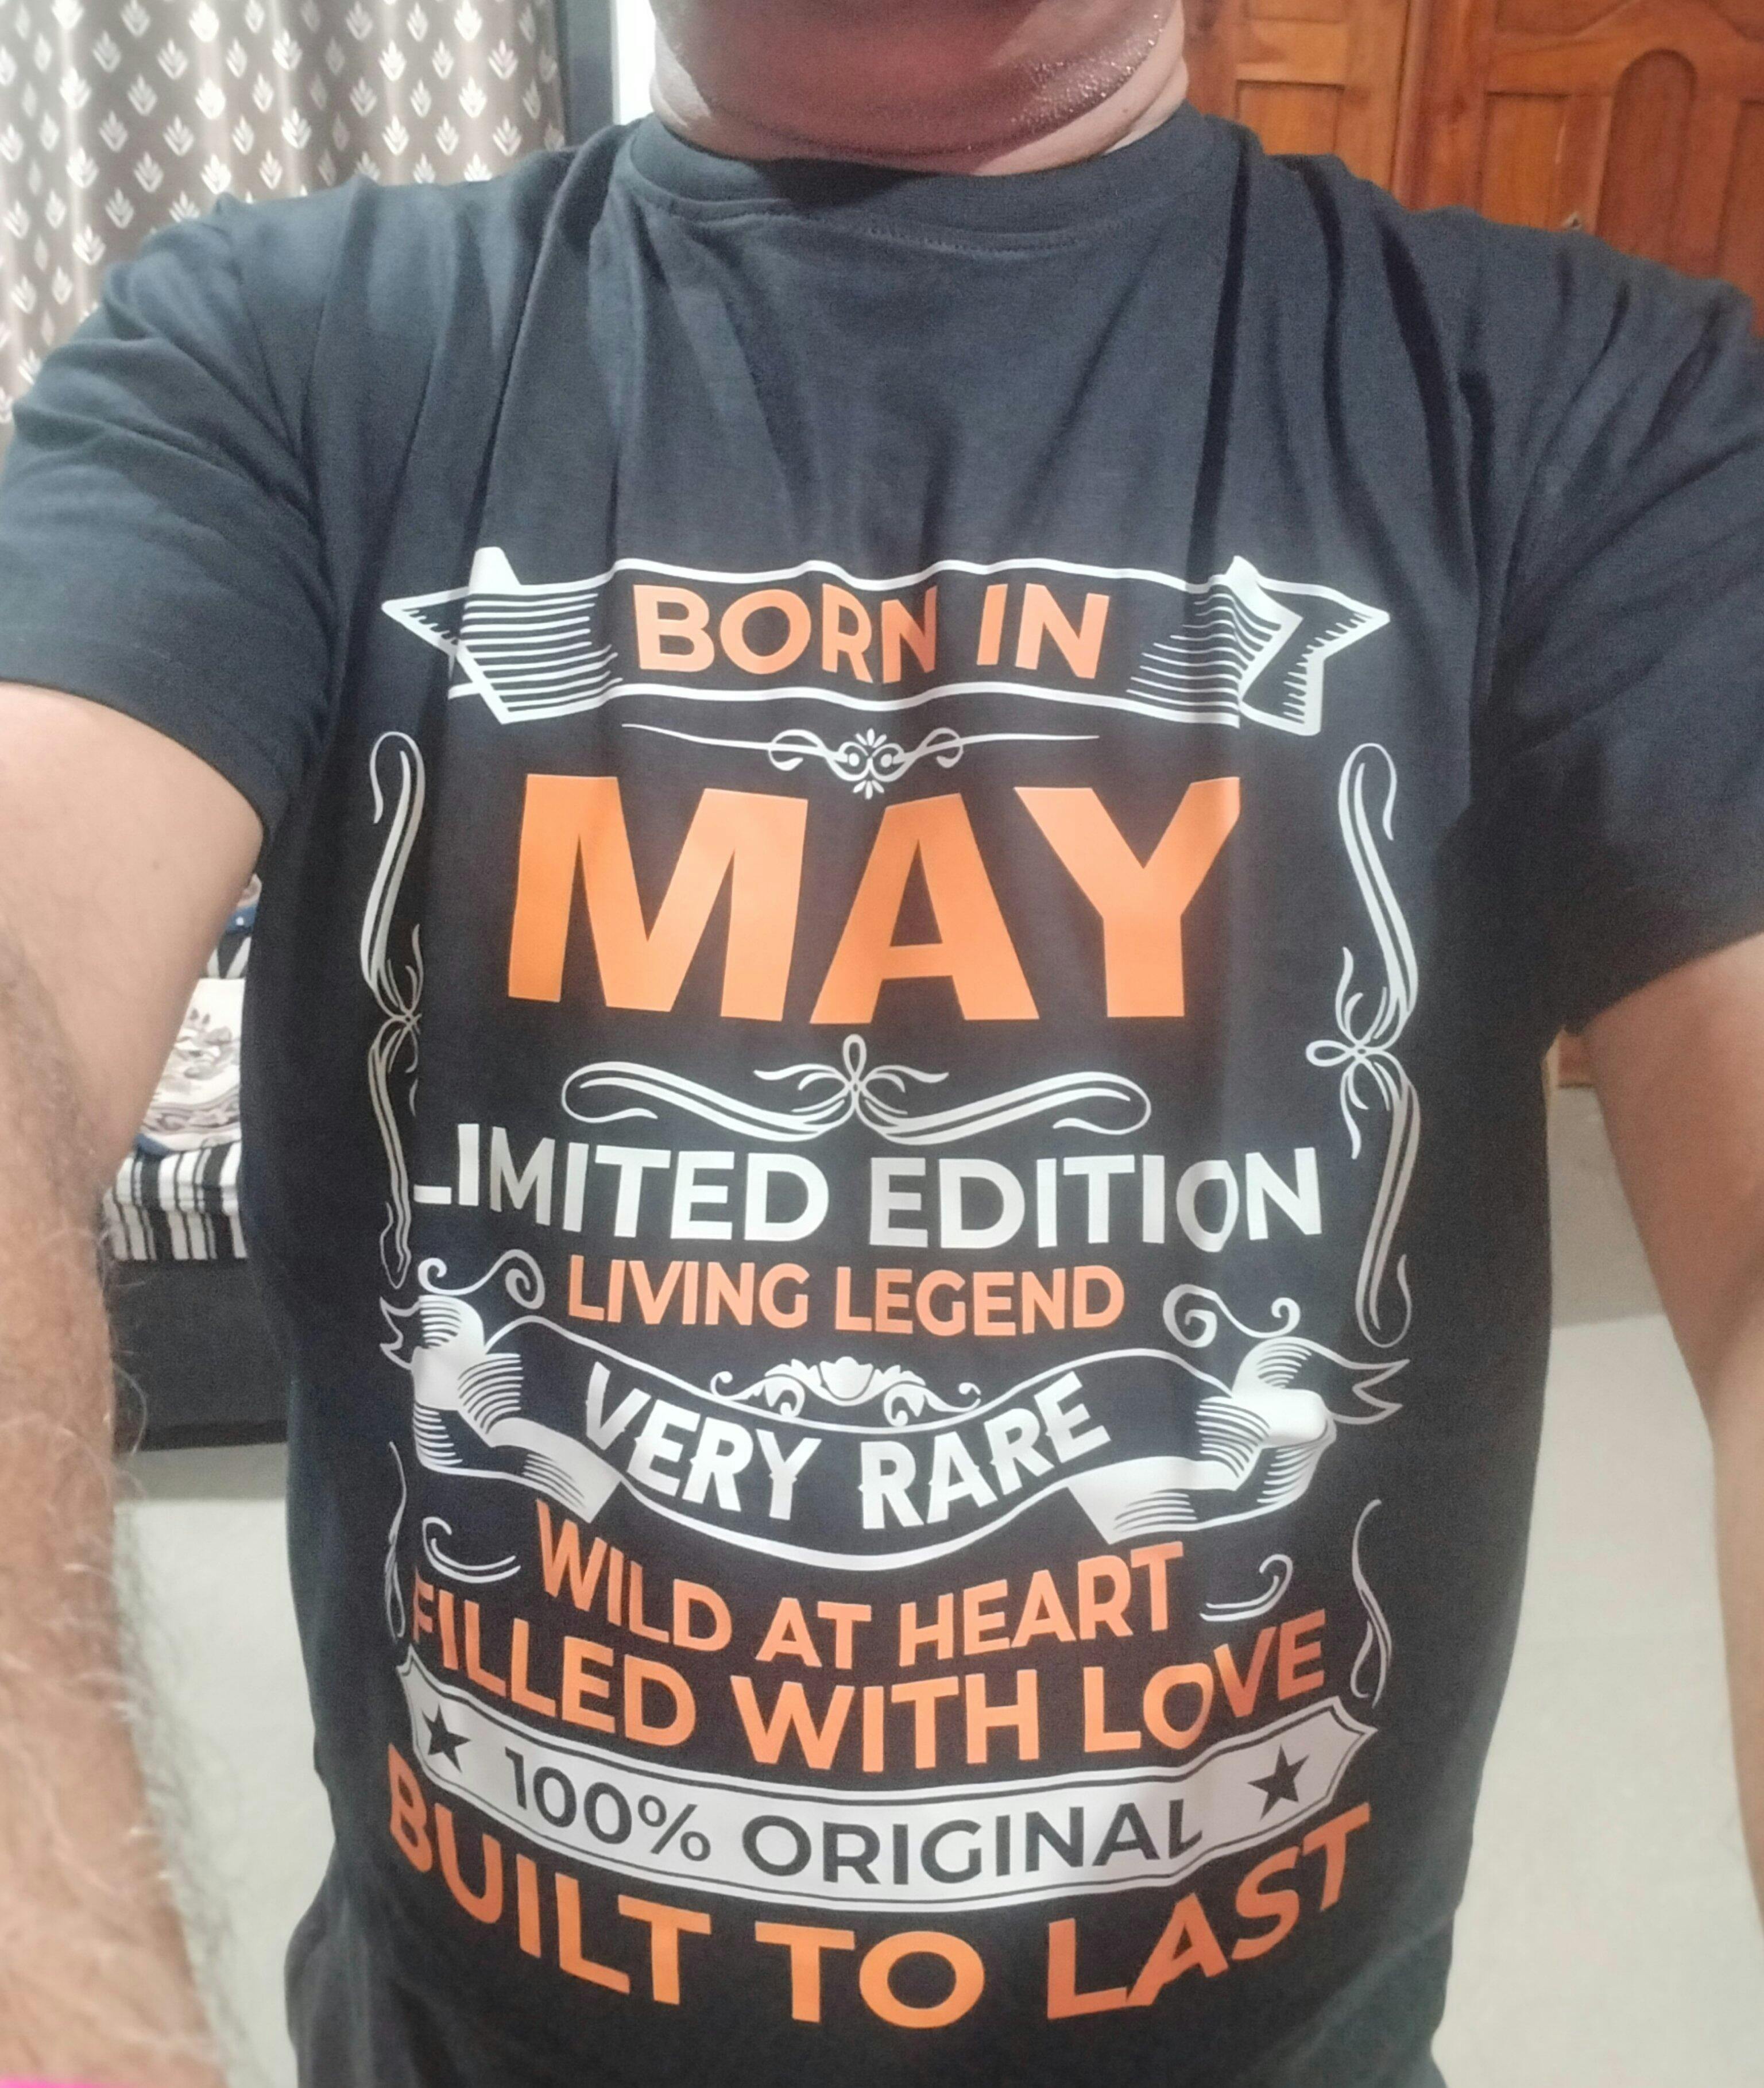 BORN IN
MAY
LIMITED EDITION
LIVING LEGEND
VERY RARE
WILD AT HEART
FILLED WITH LOVE
100% ORIGINAL
BUILT TO LAST